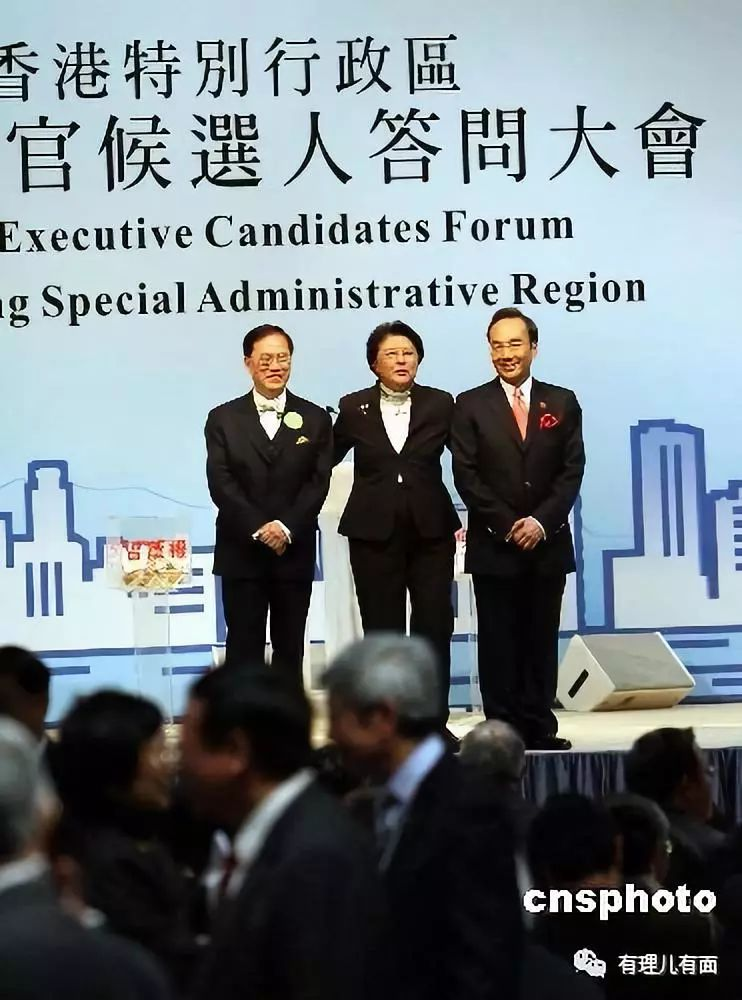 香港特別行政區
官候選人答問大會
Executive Candidates Forum
ng Special Administrative Region
cnsphoto
有理儿有面